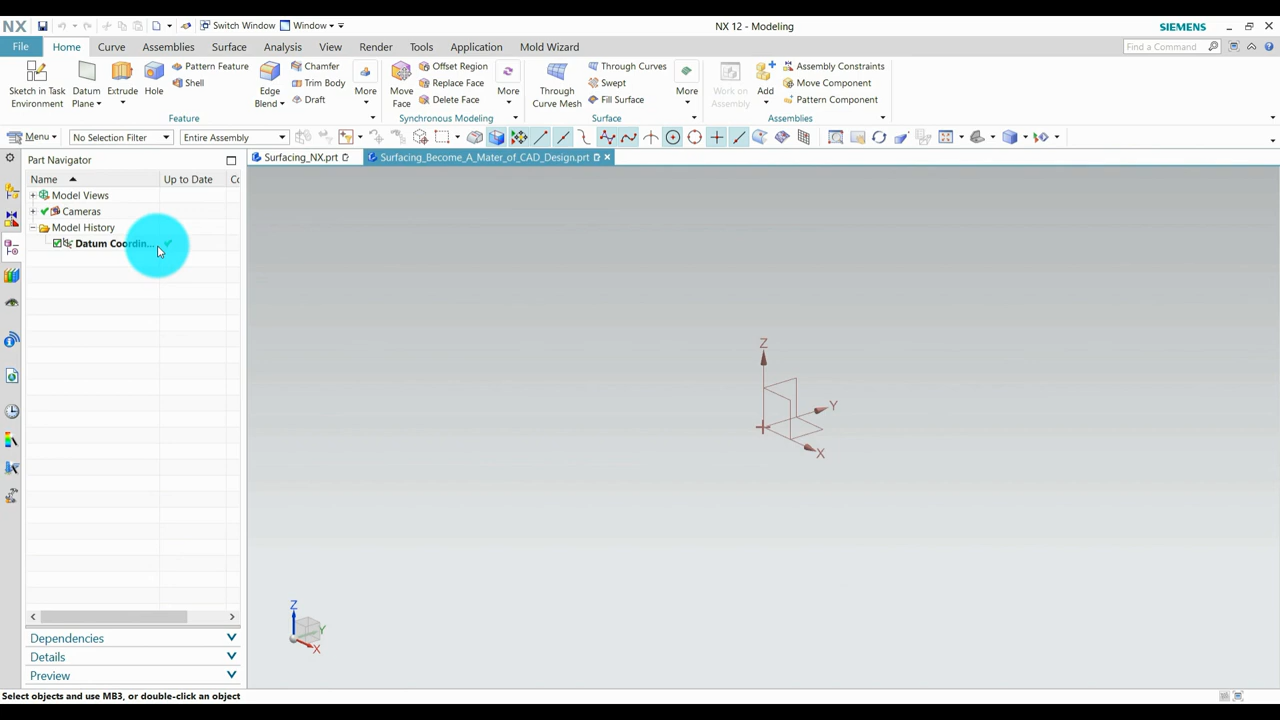 NX Switch Window Window NX 12 - Modeling SIEMENS
File Home Curve Assemblies Surface Analysis View Render Tools Application Mold Wizard Find a Command
Sketch in Task Environment
Datum Plane
Extrude
Hole
Pattern Feature
Shell
Edge Blend
Chamfer
Trim Body
Draft
More
Feature
Move Face
Offset Region
Replace Face
Delete Face
More
Synchronous Modeling
Through Curve Mesh
Through Curves
Swept
Fill Surface
More
Surface
Work on Assembly
Add
Assembly Constraints
Move Component
Pattern Component
Assemblies
Menu No Selection Filter Entire Assembly
Part Navigator
Surfacing_NX.prt Surfacing_Become_A_Mater_of_CAD_Design.prt
Name Up to Date Co
Model Views
Cameras
Model History
Datum Coordin...
Z
Y
X
Z
Y
X
Dependencies
Details
Preview
Select objects and use MB3, or double-click an object